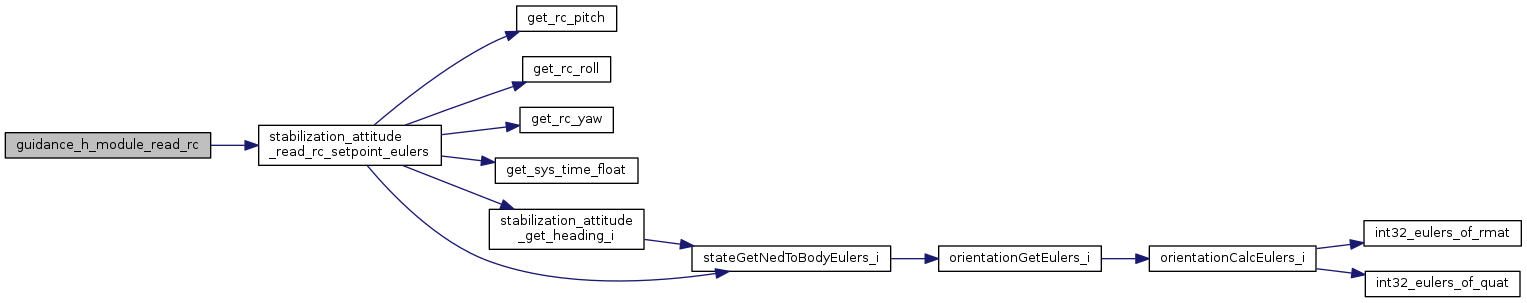 guidance_h_module_read_rc
stabilization_attitude
_read_rc_setpoint_eulers
get_rc_pitch
get_rc_roll
get_rc_yaw
get_sys_time_float
stabilization_attitude
_get_heading_i
stateGetNedToBodyEulers_i
orientationGetEulers_i
orientationCalcEulers_i
int32_eulers_of_rmat
int32_eulers_of_quat